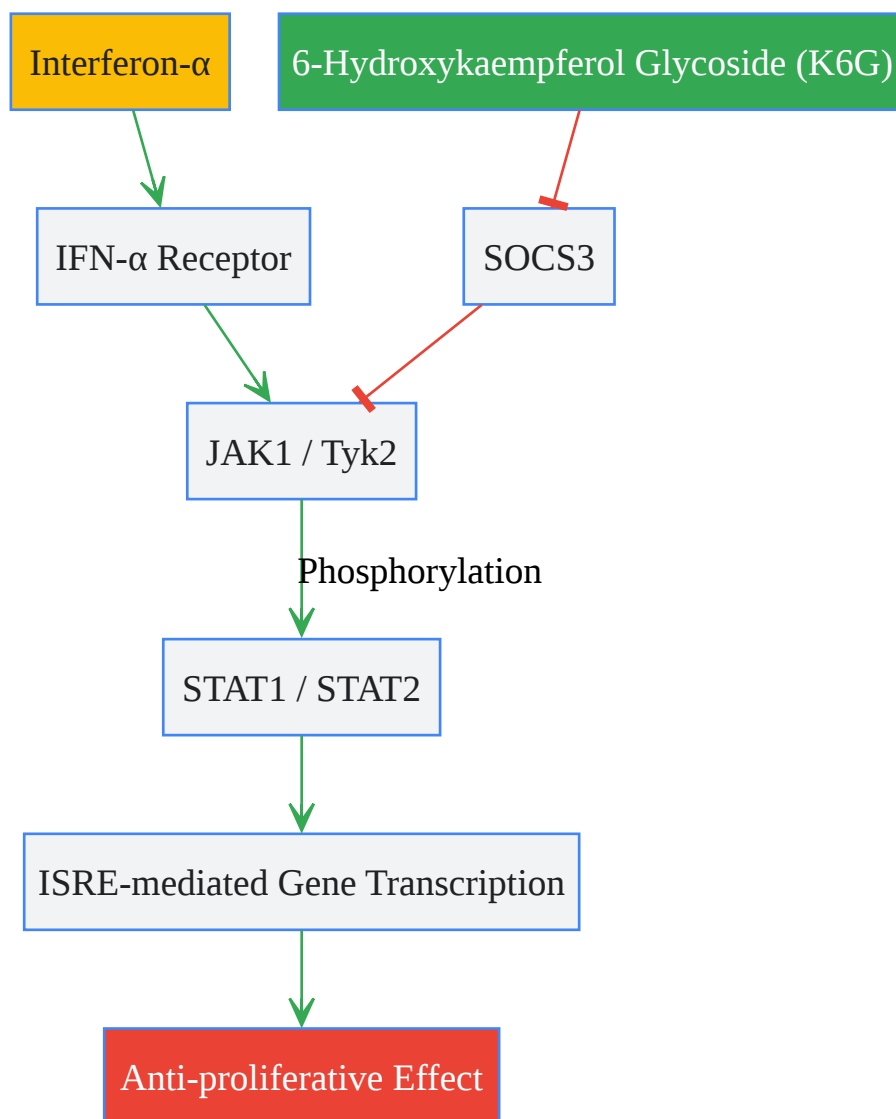 Interferon-α
6-Hydroxykaempferol Glycoside (K6G)
IFN-α Receptor
SOCS3
JAK1 / Tyk2
Phosphorylation
STAT1 / STAT2
ISRE-mediated Gene Transcription
Anti-proliferative Effect